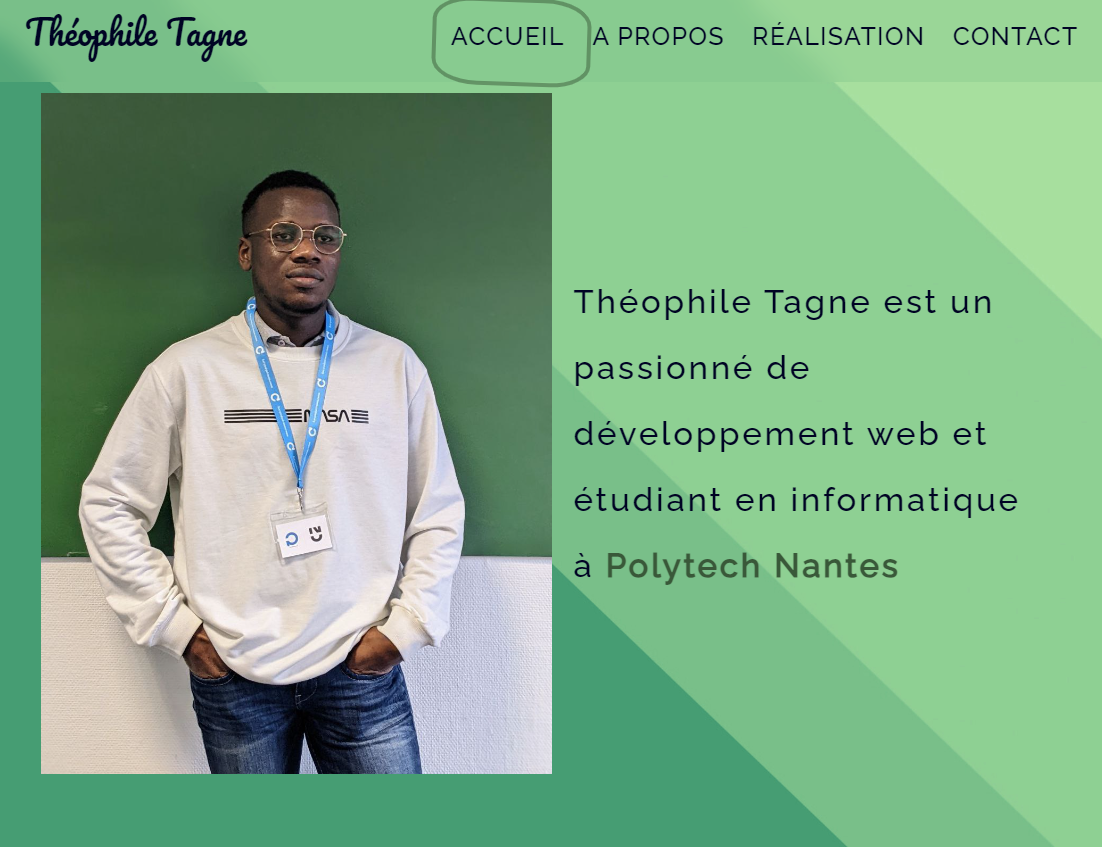 Théophile Tagne
ACCUEIL A PROPOS RÉALISATION CONTACT
NASA
Théophile Tagne est un
passionné de
développement web et
étudiant en informatique
à Polytech Nantes